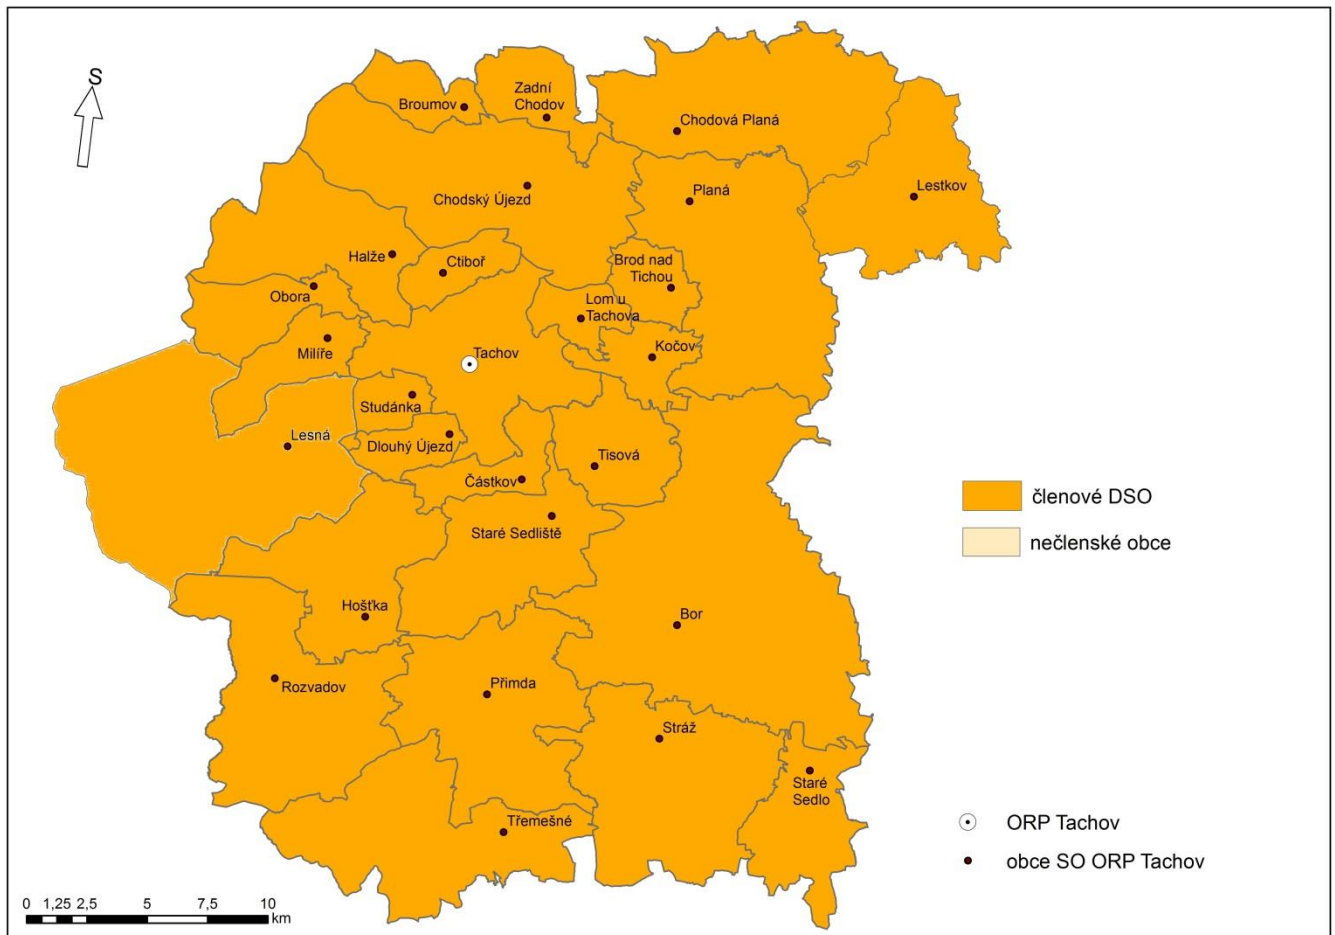 S
Broumov
Zadní
Chodov
Chodová Planá
Chodský Újezd
Planá
Lestkov
Halže
Ctiboř
Brod nad
Tichou
Obora
Lom u
Tachova
Milíře
Kočov
Tachov
Studánka
Lesná
Dlouhý Újezd
Tisová
Částkov
Staré Sedliště
členové DSO
nečlenské obce
Hošťka
Bor
Rozvadov
Přimda
Stráž
Staré
Sedlo
Třemešné
ORP Tachov
obce SO ORP Tachov
0 1,25 2,5 5 7,5 10
km